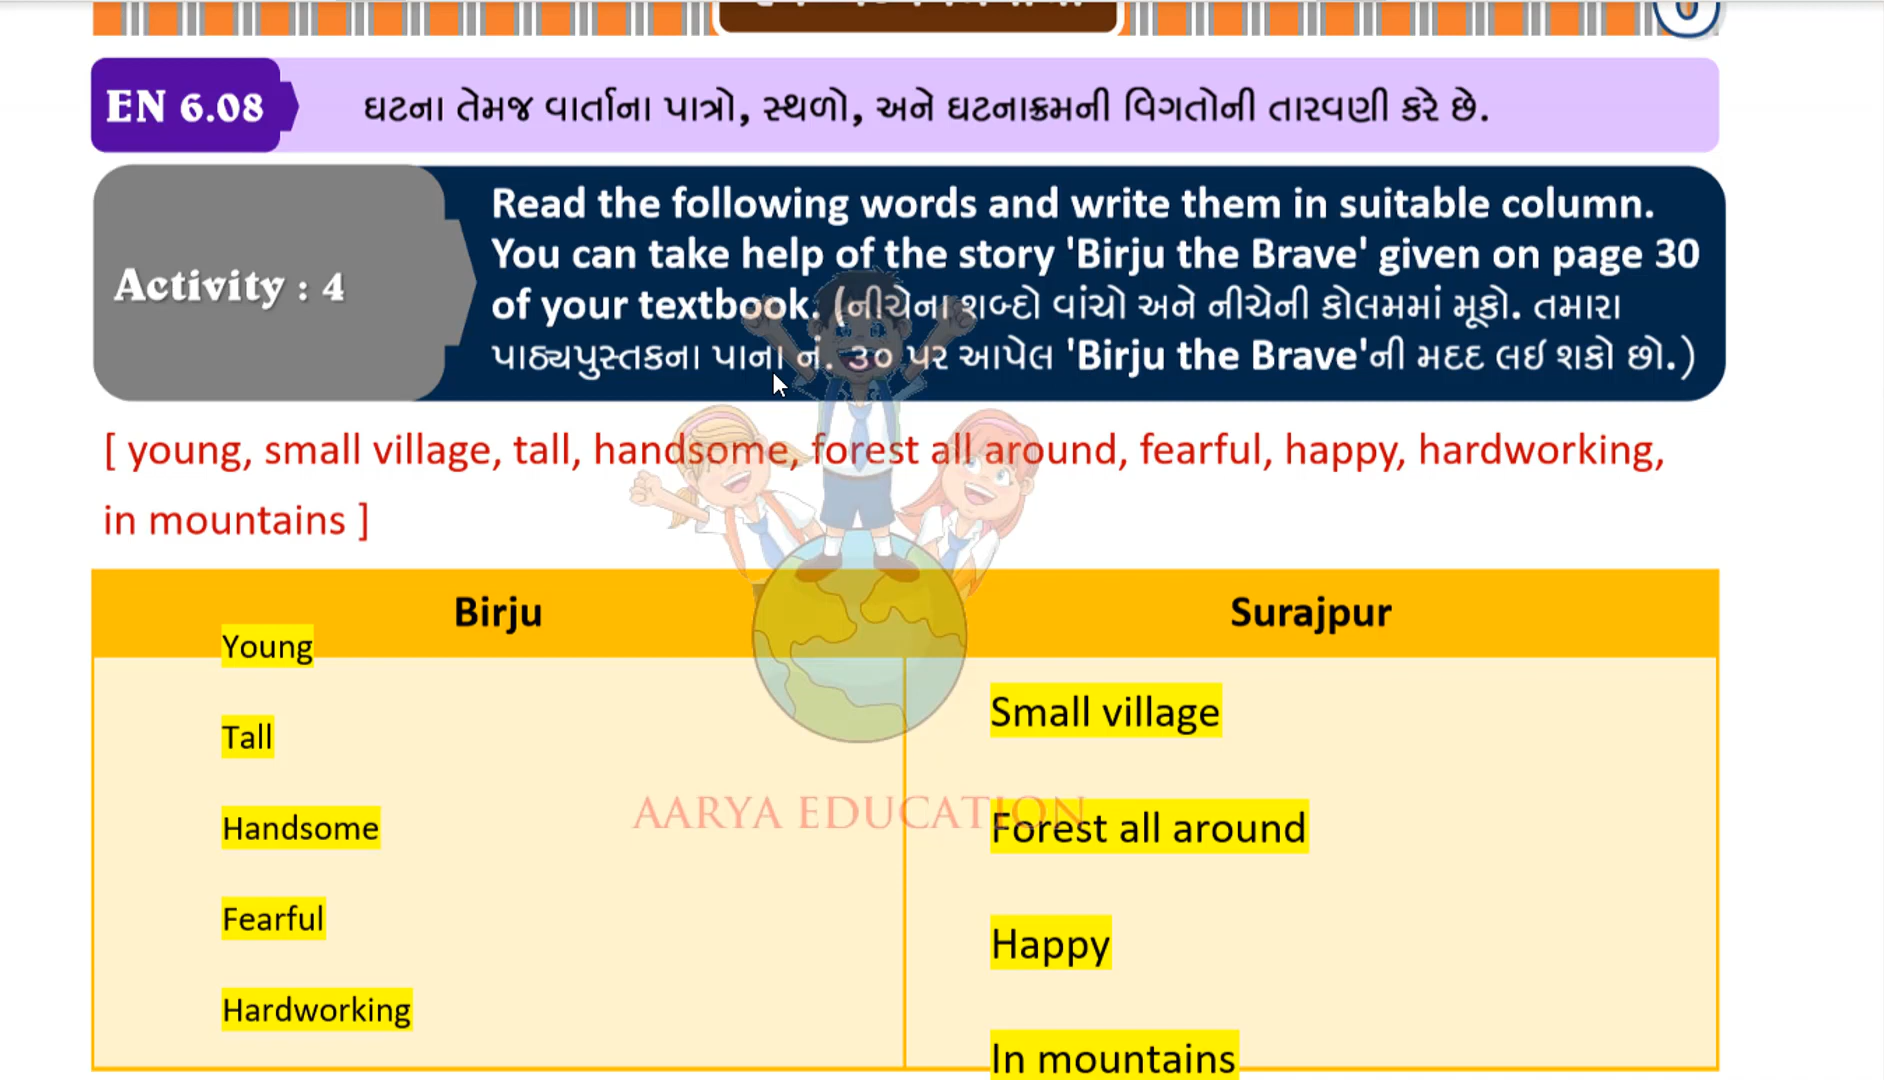 EN 6.08
ઘટના તેમજ વાર્તાના પાત્રો, સ્થળો, અને ઘટનાક્રમની વિગતોની તારવણી કરે છે.
Activity : 4
Read the following words and write them in suitable column.
You can take help of the story 'Birju the Brave' given on page 30
of your textbook. (નીચેના શબ્દો વાંચો અને નીચેની કોલમમાં મૂકો. તમારા
પાઠ્યપુસ્તકના પાના નં. ૩૦ પર આપેલ 'Birju the Brave'ની મદદ લઈ શકો છો.)
[ young, small village, tall, handsome, forest all around, fearful, happy, hardworking,
in mountains ]
Birju
Surajpur
Young
Small village
Tall
Handsome
Forest all around
Fearful
Happy
Hardworking
In mountains
AARYA EDUCATION